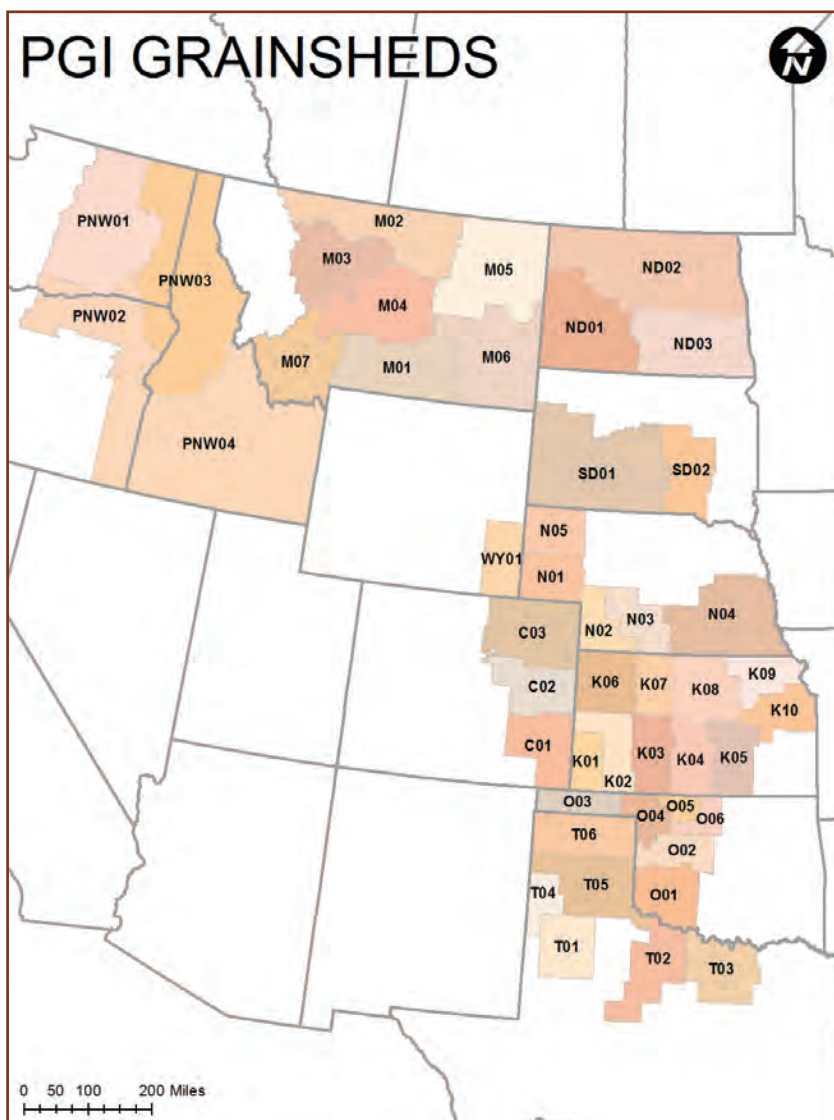 PGI GRAINSHEDS
N
PNW01
M02
M03
M05
ND02
PNW03
M04
PNW02
ND01
ND03
M07
M01
M06
PNW04
SD01
SD02
N05
WY01
N01
N04
N03
C03
N02
K09
C02
K06
K07
K08
K10
C01
K01
K03
K04
K05
K02
O03
O05
O04
O06
T06
O02
T05
T04
O01
T01
T02
T03
0 50 100 200 Miles